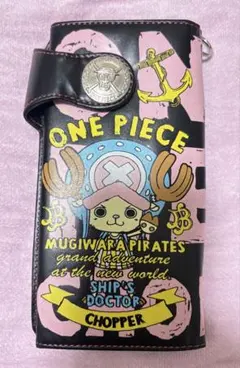 ONE PIECE
MUGIWARA PIRATES
grand adventure
at the new world.
SHIP'S
DOCTOR
CHOPPER